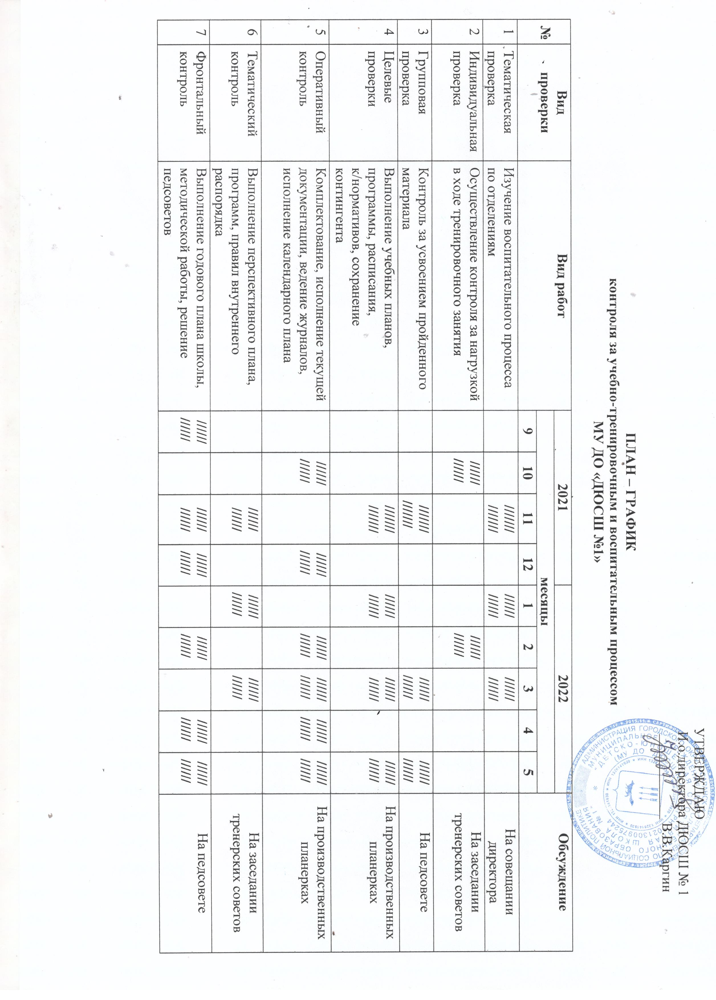 УТВЕРЖДАЮ
И.о.директора ДЮСШ № 1
В.В.Каргин
ПЛАН – ГРАФИК
контроля за учебно-тренировочным и воспитательным процессом
МУ ДО «ДЮСШ №1»
№
Вид
проверки
Вид работ
2021
2022
Обсуждение
месяцы
9 10 11 12 1 2 3 4 5
1
Тематическая
проверка
Изучение воспитательного процесса
по отделениям
/////// ////// //////
/////// ////// //////
На совещании
директора
2
Индивидуальная
проверка
Осуществление контроля за нагрузкой
в ходе тренировочного занятия
////// //////
////// //////
На заседании
тренерских советов
3
Групповая
проверка
Контроль за усвоением пройденного
материала
/////// ////// //////
/////// ////// //////
На педсовете
4
Целевые
проверки
Выполнение учебных планов,
программы, расписания,
к/нормативов, сохранение
контингента
/////// ////// ////// //////
/////// ////// ////// //////
На производственных
планерках
5
Оперативный
контроль
Комплектование, исполнение текущей
документации, ведение журналов,
исполнение календарного плана
////// ////// ////// ////// ////// //////
////// ////// ////// ////// ////// //////
На производственных
планерках
6
Тематический
контроль
Выполнение перспективного плана,
программ, правил внутреннего
распорядка
////// ////// //////
////// ////// //////
На заседании
тренерских советов
7
Фронтальный
контроль
Выполнение годового плана школы,
методической работы, решение
педсоветов
////// ////// ////// ////// ////// //////
////// ////// ////// ////// ////// //////
На педсовете